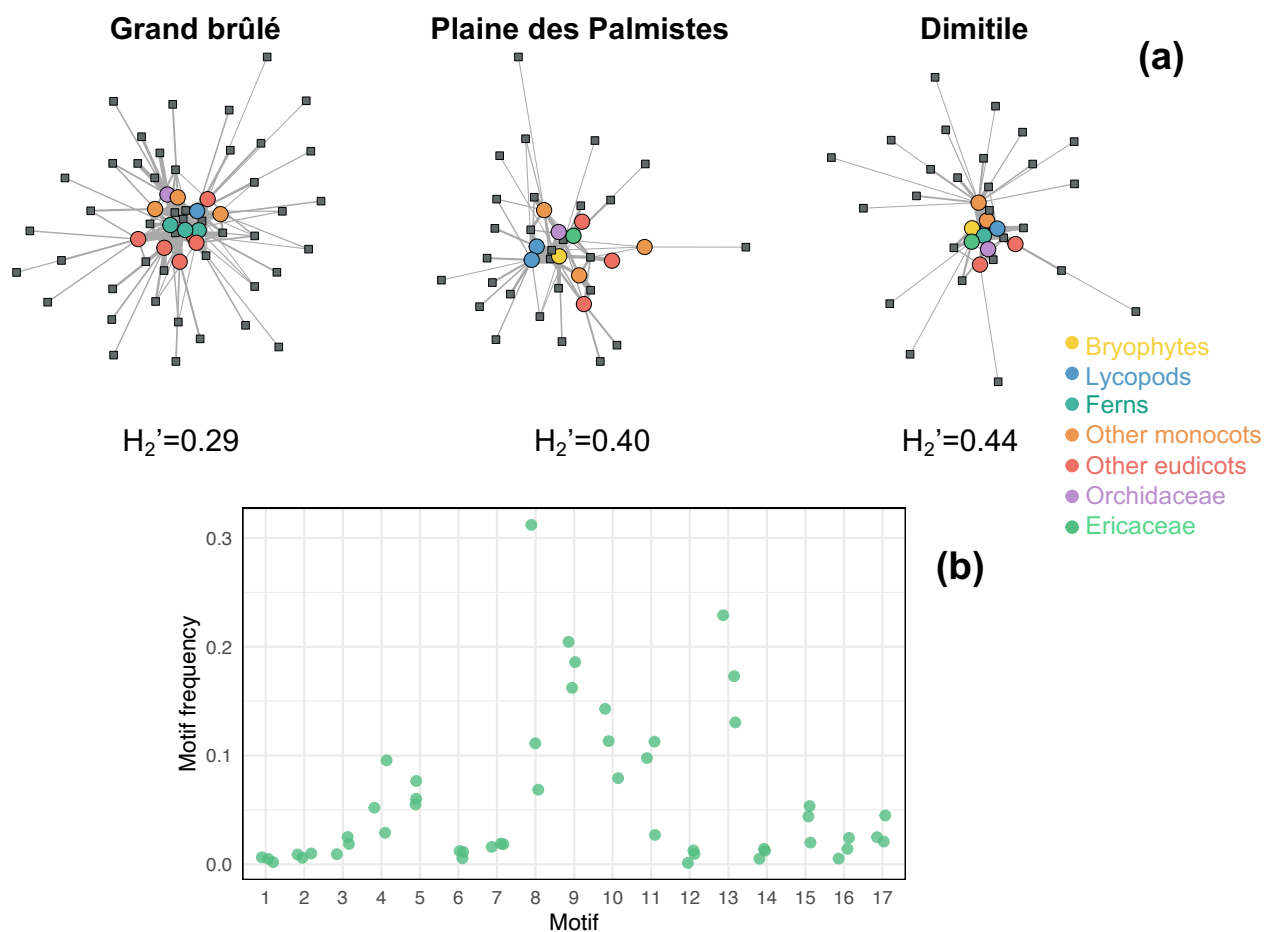 Grand brûlé
Plaine des Palmistes
Dimitile
(a)
Bryophytes
Lycopods
Ferns
Other monocots
Other eudicots
Orchidaceae
Ericaceae
H₂’=0.29
H₂’=0.40
H₂’=0.44
(b)
Motif frequency
0.3
0.2
0.1
0.0
1 2 3 4 5 6 7 8 9 10 11 12 13 14 15 16 17
Motif